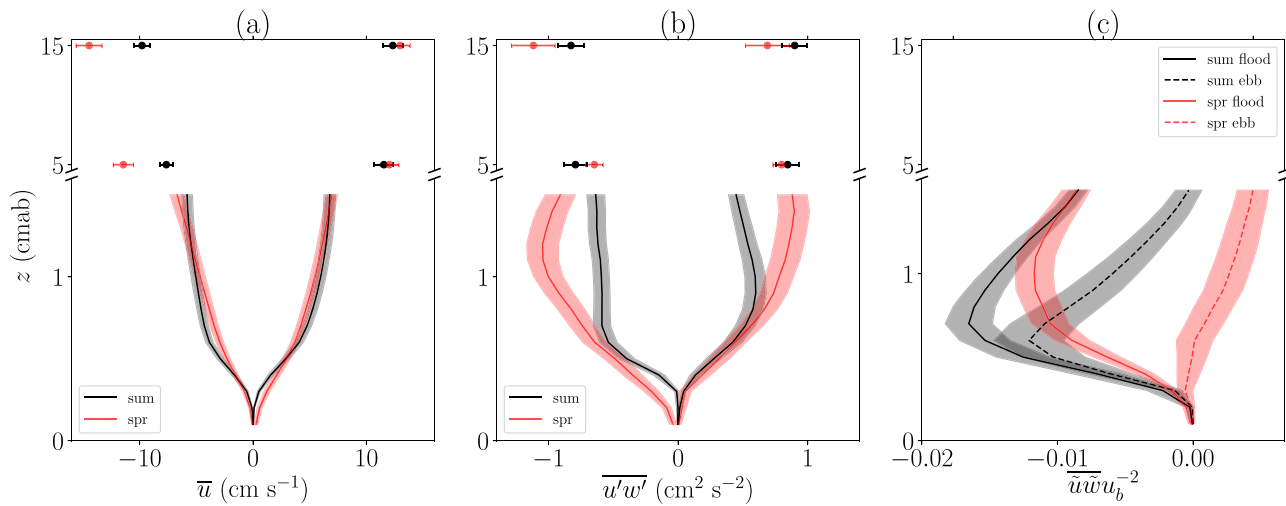 (a)
(b)
(c)
15
5
1
0
z (cmab)
−10
0
10
u̅ (cm s⁻¹)
sum
spr
15
5
1
0
−1
0
1
u′w′ (cm² s⁻²)
sum
spr
15
5
1
0
−0.02
−0.01
0.00
ũw̃u_b⁻²
sum flood
sum ebb
spr flood
spr ebb